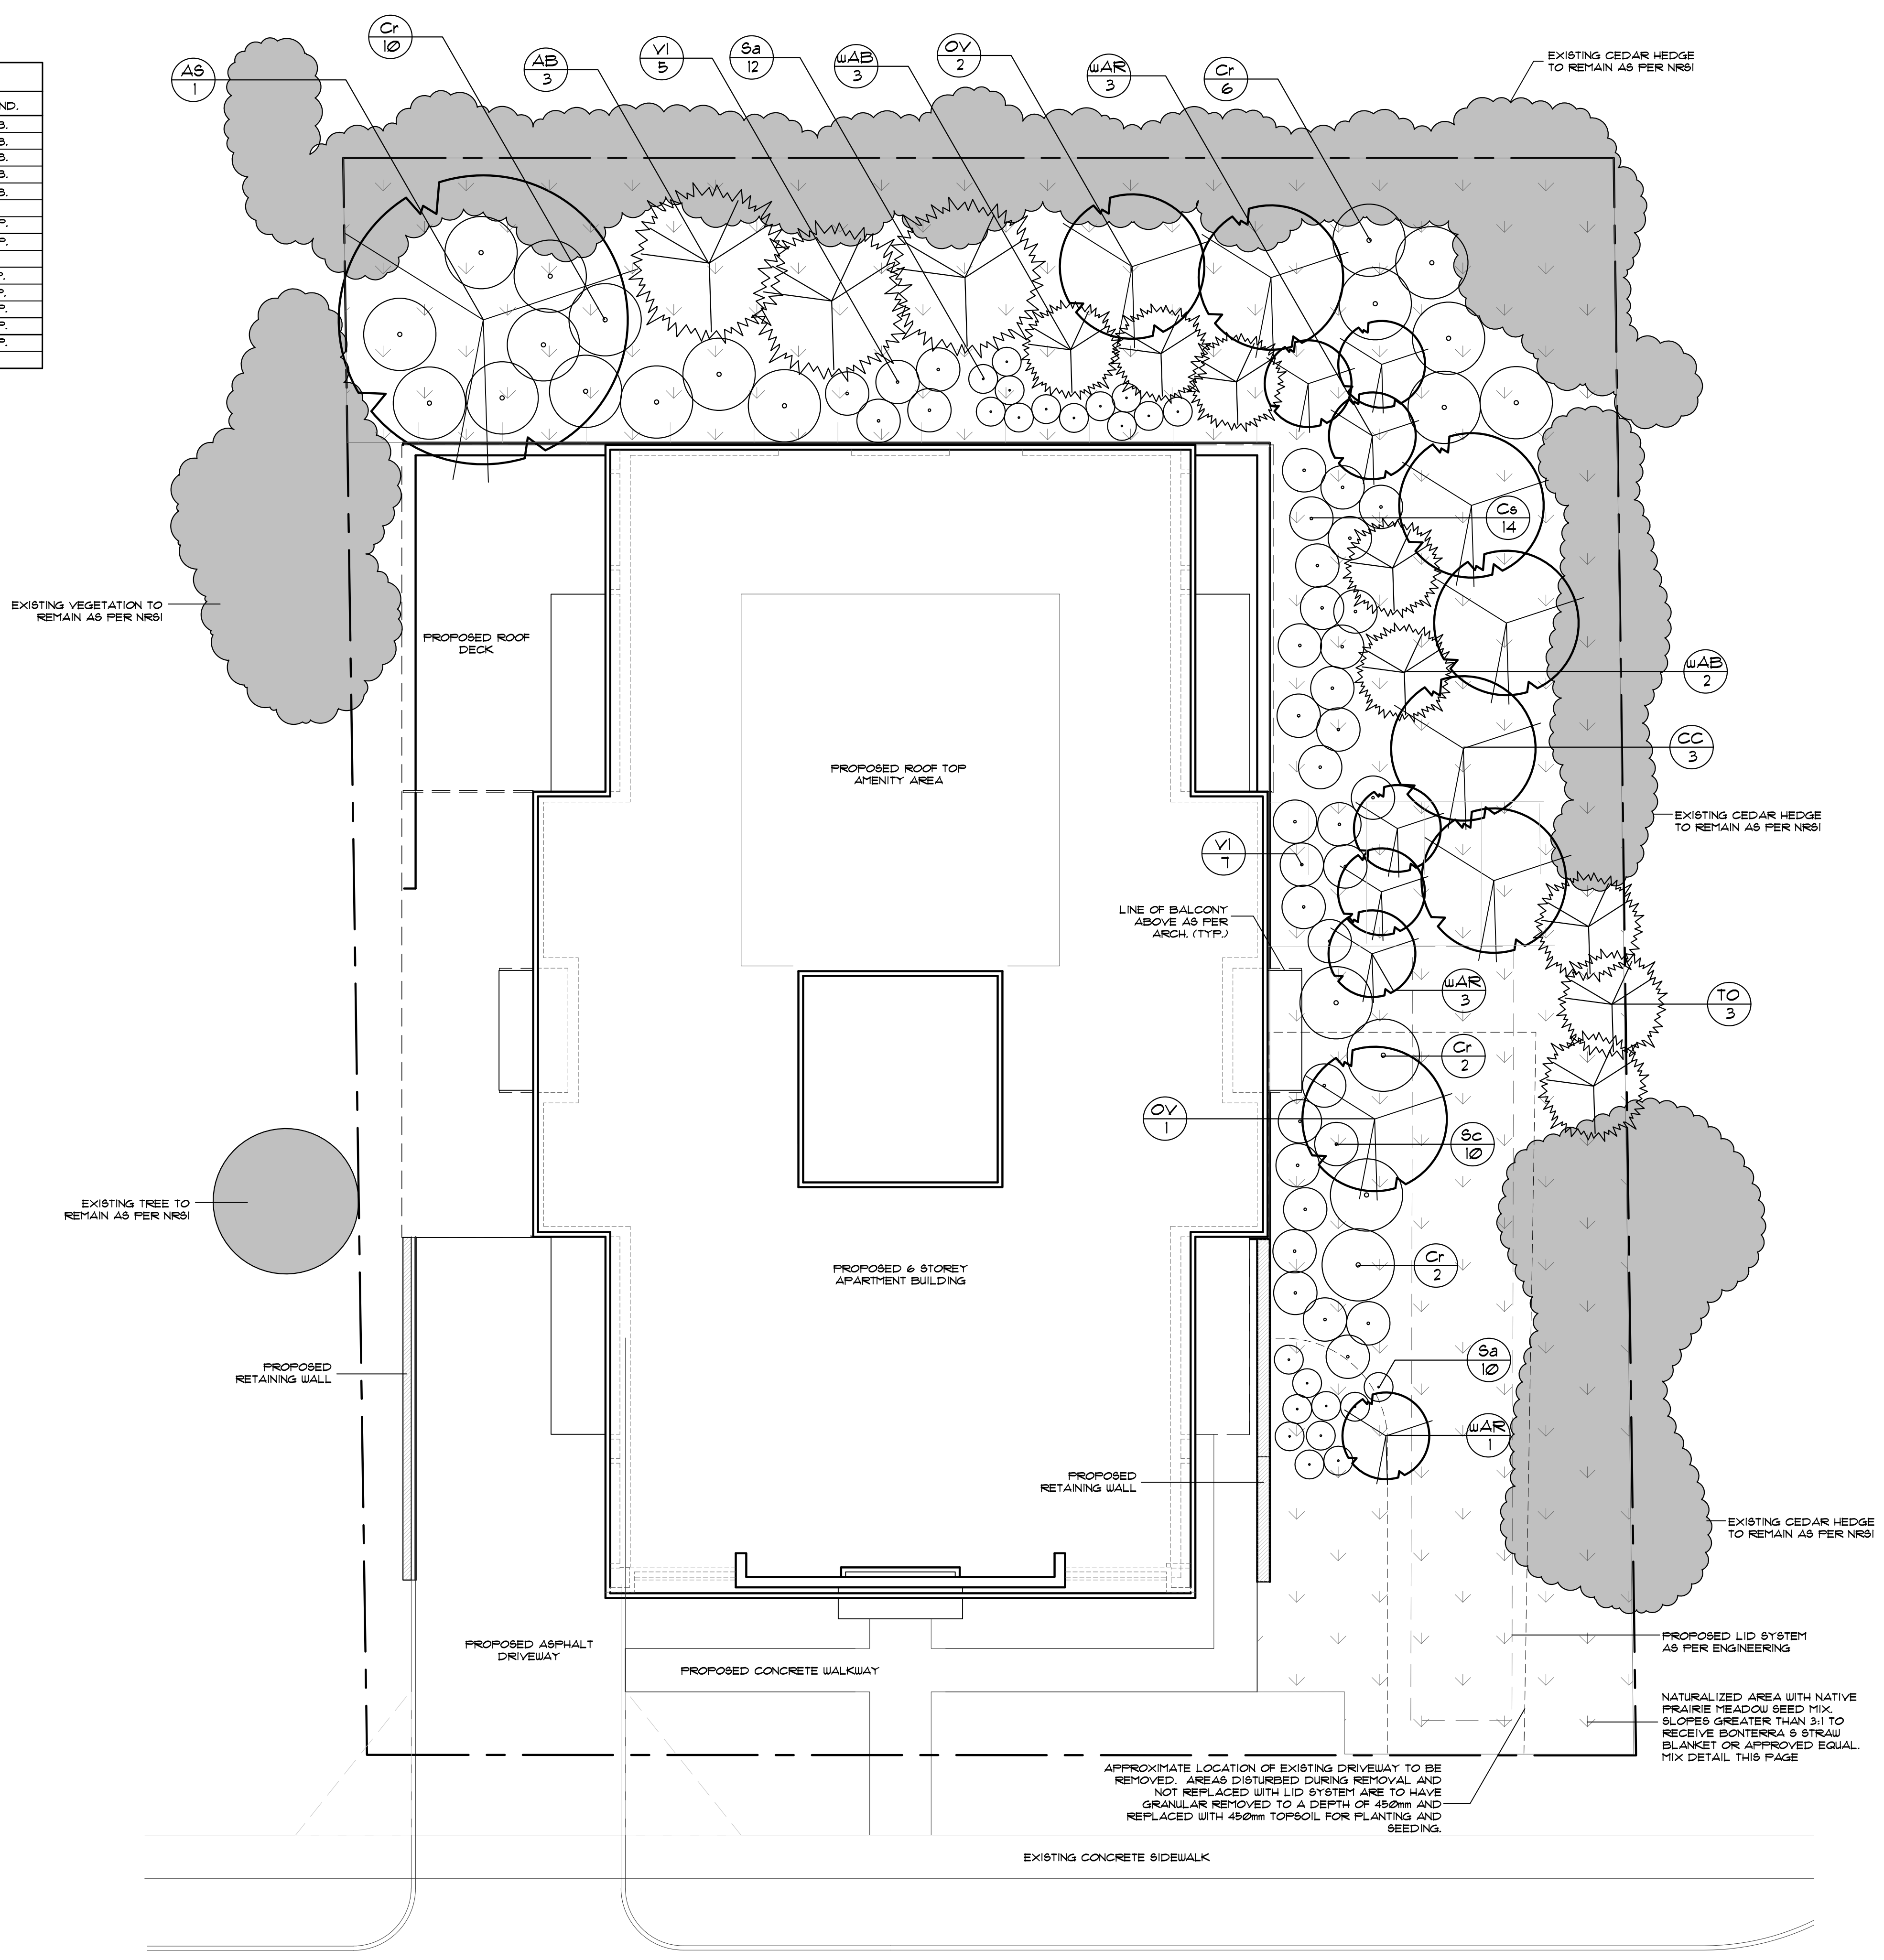 Cr
10
AS
1
AB
3
VI
5
Sa
12
wAB
3
OV
2
wAR
3
Cr
6
EXISTING CEDAR HEDGE
TO REMAIN AS PER NRSI
ND.
B.
B.
B.
B.
B.
P.
P.
P.
P.
P.
P.
P.
Cs
14
EXISTING VEGETATION TO
REMAIN AS PER NRSI
PROPOSED ROOF
DECK
wAB
2
CC
3
PROPOSED ROOF TOP
AMENITY AREA
EXISTING CEDAR HEDGE
TO REMAIN AS PER NRSI
VI
7
LINE OF BALCONY
ABOVE AS PER
ARCH. (TYP.)
wAR
3
TO
3
Cr
2
OV
1
Sc
10
EXISTING TREE TO
REMAIN AS PER NRSI
PROPOSED 6 STOREY
APARTMENT BUILDING
Cr
2
PROPOSED
RETAINING WALL
Sa
10
wAR
1
PROPOSED
RETAINING WALL
EXISTING CEDAR HEDGE
TO REMAIN AS PER NRSI
PROPOSED ASPHALT
DRIVEWAY
PROPOSED CONCRETE WALKWAY
PROPOSED LID SYSTEM
AS PER ENGINEERING
NATURALIZED AREA WITH NATIVE
PRAIRIE MEADOW SEED MIX.
SLOPES GREATER THAN 3:1 TO
RECEIVE BONTERRA S STRAW
BLANKET OR APPROVED EQUAL.
MIX DETAIL THIS PAGE
APPROXIMATE LOCATION OF EXISTING DRIVEWAY TO BE
REMOVED. AREAS DISTURBED DURING REMOVAL AND
NOT REPLACED WITH LID SYSTEM ARE TO HAVE
GRANULAR REMOVED TO A DEPTH OF 450mm AND
REPLACED WITH 450mm TOPSOIL FOR PLANTING AND
SEEDING.
EXISTING CONCRETE SIDEWALK